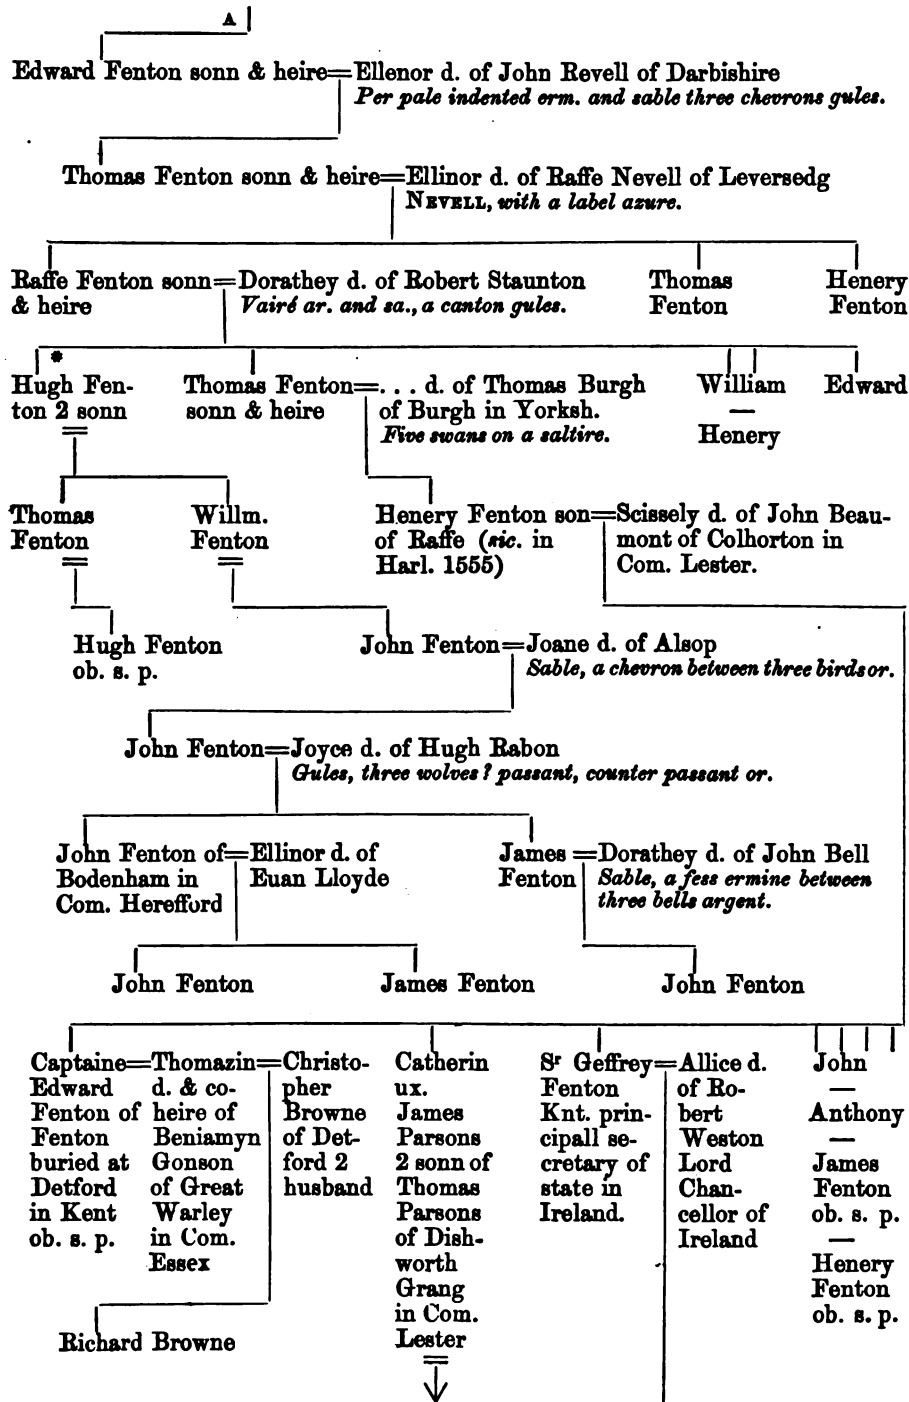 A
Edward Fenton sonn & heire=Ellenor d. of John Revell of Darbishire
Per pale indented erm. and sable three chevrons gules.
Thomas Fenton sonn & heire=Ellinor d. of Raffe Nevell of Leversedg
NEVELL, with a label azure.
Raffe Fenton sonn
& heire
=Dorathey d. of Robert Staunton
Vairé ar. and sa., a canton gules.
Thomas
Fenton
Henery
Fenton
*
Hugh Fen-
ton 2 sonn
Thomas Fenton
sonn & heire
=. . . d. of Thomas Burgh
of Burgh in Yorksh.
Five swans on a saltire.
William
—
Henery
Edward
Thomas
Fenton
Willm.
Fenton
Henery Fenton son
of Raffe (sic. in
Harl. 1555)
=Scissely d. of John Beau-
mont of Colhorton in
Com. Lester.
Hugh Fenton
ob. s. p.
John Fenton=Joane d. of Alsop
Sable, a chevron between three birds or.
John Fenton=Joyce d. of Hugh Rabon
Gules, three wolves ? passant, counter passant or.
John Fenton of
Bodenham in
Com. Herefford
=Ellinor d. of
Euan Lloyde
James
Fenton
=Dorathey d. of John Bell
Sable, a fess ermine between
three bells argent.
John Fenton
James Fenton
John Fenton
Captaine
Edward
Fenton of
Fenton
buried at
Detford
in Kent
ob. s. p.
=Thomazin=
d. & co-
heire of
Beniamyn
Gonson
of Great
Warley
in Com.
Essex
Christo-
pher
Browne
of Det-
ford 2
husband
Catherin
ux.
James
Parsons
2 sonn of
Thomas
Parsons
of Dish-
worth
Grang
in Com.
Lester
Sr Geffrey
Fenton
Knt. prin-
cipall se-
cretary of
state in
Ireland.
=Allice d.
of Ro-
bert
Weston
Lord
Chan-
cellor of
Ireland
John
—
Anthony
—
James
Fenton
ob. s. p.
—
Henery
Fenton
ob. s. p.
Richard Browne